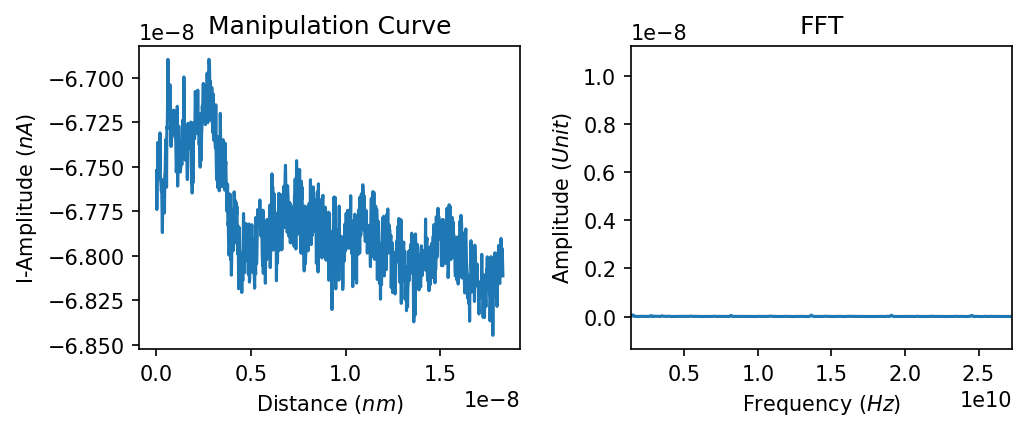 Manipulation Curve
1e−8
−6.700
−6.725
−6.750
−6.775
−6.800
−6.825
−6.850
I-Amplitude (nA)
0.0
0.5
1.0
1.5
1e−8
Distance (nm)
FFT
1e−8
1.0
0.8
0.6
0.4
0.2
0.0
Amplitude (Unit)
0.5
1.0
1.5
2.0
2.5
1e10
Frequency (Hz)